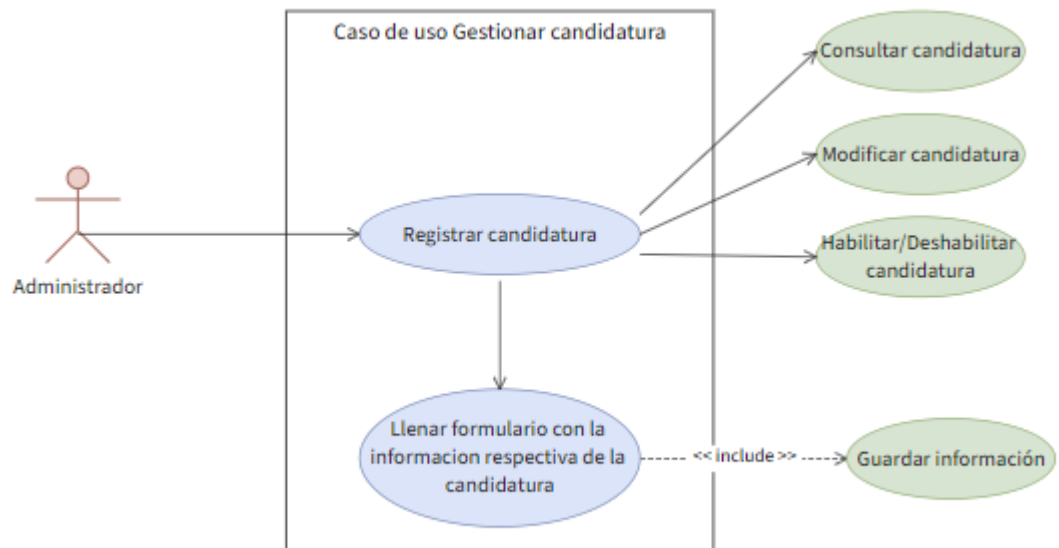 Caso de uso Gestionar candidatura
Consultar candidatura
Modificar candidatura
Registrar candidatura
Habilitar/Deshabilitar
candidatura
Administrador
Llenar formulario con la
informacion respectiva de la
candidatura
<< include >>
Guardar información